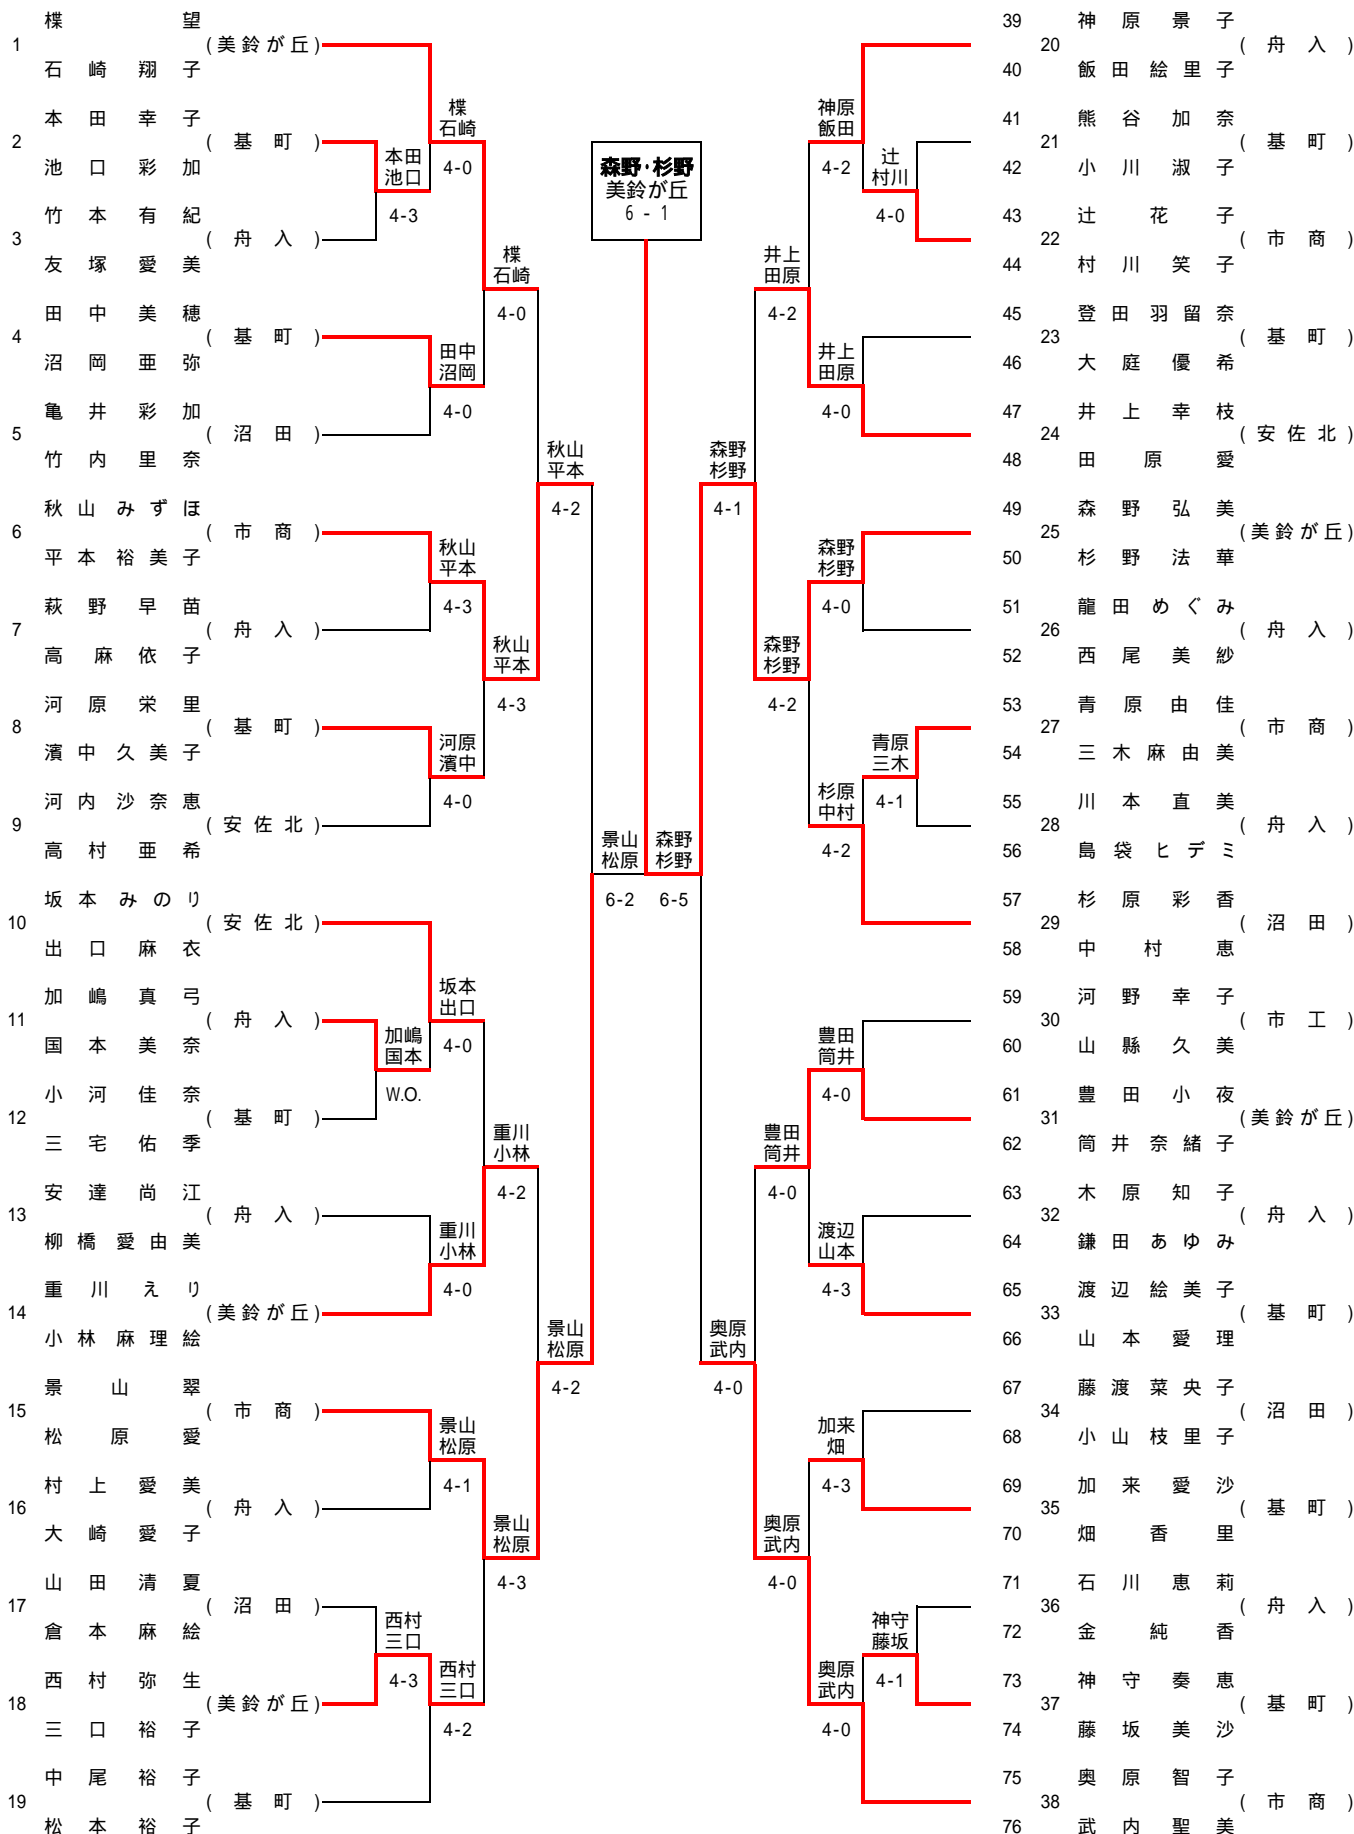 楪 望
1 (美鈴が丘)
石崎翔子
本田幸子
2 (基町)
池口彩加
竹本有紀
3 (舟入)
友塚愛美
田中美穂
4 (基町)
沼岡亜弥
亀井彩加
5 (沼田)
竹内里奈
秋山みずほ
6 (市商)
平本裕美子
萩野早苗
7 (舟入)
高麻依子
河原栄里
8 (基町)
濱中久美子
河内沙奈恵
9 (安佐北)
高村亜希
坂本みのり
10 (安佐北)
出口麻衣
加嶋真弓
11 (舟入)
国本美奈
小河佳奈
12 (基町)
三宅佑季
安達尚江
13 (舟入)
柳橋愛由美
重川えり
14 (美鈴が丘)
小林麻理絵
景山翠
15 (市商)
松原愛
村上愛美
16 (舟入)
大崎愛子
山田清夏
17 (沼田)
倉本麻絵
西村弥生
18 (美鈴が丘)
三口裕子
中尾裕子
19 (基町)
松本裕子
本田
池口
4-3
加嶋
国本
W.O.
西村
三口
4-3
楪
石崎
4-0
田中
沼岡
4-0
秋山
平本
4-3
河原
濱中
4-0
坂本
出口
4-0
重川
小林
4-0
景山
松原
4-1
西村
三口
4-2
楪
石崎
4-0
秋山
平本
4-3
重川
小林
4-2
景山
松原
4-3
秋山
平本
4-2
景山
松原
4-2
景山
松原
6-2
森野・杉野
美鈴が丘
6 - 1
森野
杉野
6-5
森野
杉野
4-1
奥原
武内
4-0
井上
田原
4-2
森野
杉野
4-2
豊田
筒井
4-0
奥原
武内
4-0
神原
飯田
4-2
井上
田原
4-0
森野
杉野
4-0
杉原
中村
4-2
豊田
筒井
4-0
渡辺
山本
4-3
加来
畑
4-3
奥原
武内
4-0
辻
村川
4-0
青原
三木
4-1
神守
藤坂
4-1
39 神原景子
20 (舟入)
40 飯田絵里子
41 熊谷加奈
21 (基町)
42 小川淑子
43 辻花子
22 (市商)
44 村川笑子
45 登田羽留奈
23 (基町)
46 大庭優希
47 井上幸枝
24 (安佐北)
48 田原愛
49 森野弘美
25 (美鈴が丘)
50 杉野法華
51 龍田めぐみ
26 (舟入)
52 西尾美紗
53 青原由佳
27 (市商)
54 三木麻由美
55 川本直美
28 (舟入)
56 島袋ヒデミ
57 杉原彩香
29 (沼田)
58 中村恵
59 河野幸子
30 (市工)
60 山縣久美
61 豊田小夜
31 (美鈴が丘)
62 筒井奈緒子
63 木原知子
32 (舟入)
64 鎌田あゆみ
65 渡辺絵美子
33 (基町)
66 山本愛理
67 藤渡菜央子
34 (沼田)
68 小山枝里子
69 加来愛沙
35 (基町)
70 畑香里
71 石川恵莉
36 (舟入)
72 金純香
73 神守奏恵
37 (基町)
74 藤坂美沙
75 奥原智子
38 (市商)
76 武内聖美